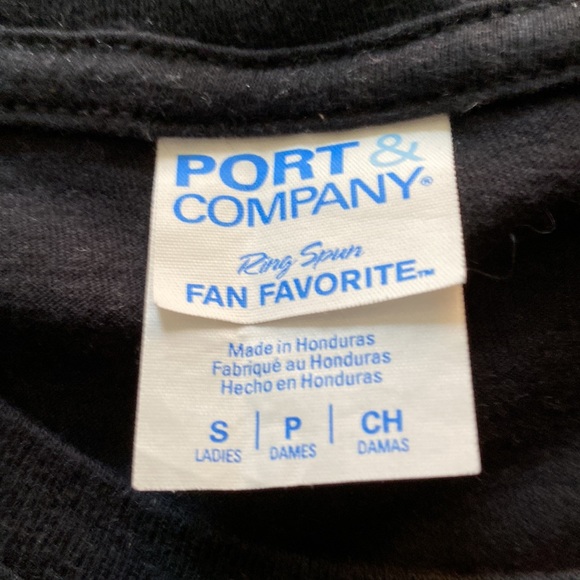 PORT &
COMPANY®
Ring Spun
FAN FAVORITE™
Made in Honduras
Fabriqué au Honduras
Hecho en Honduras
S | P | CH
LADIES DAMES DAMAS